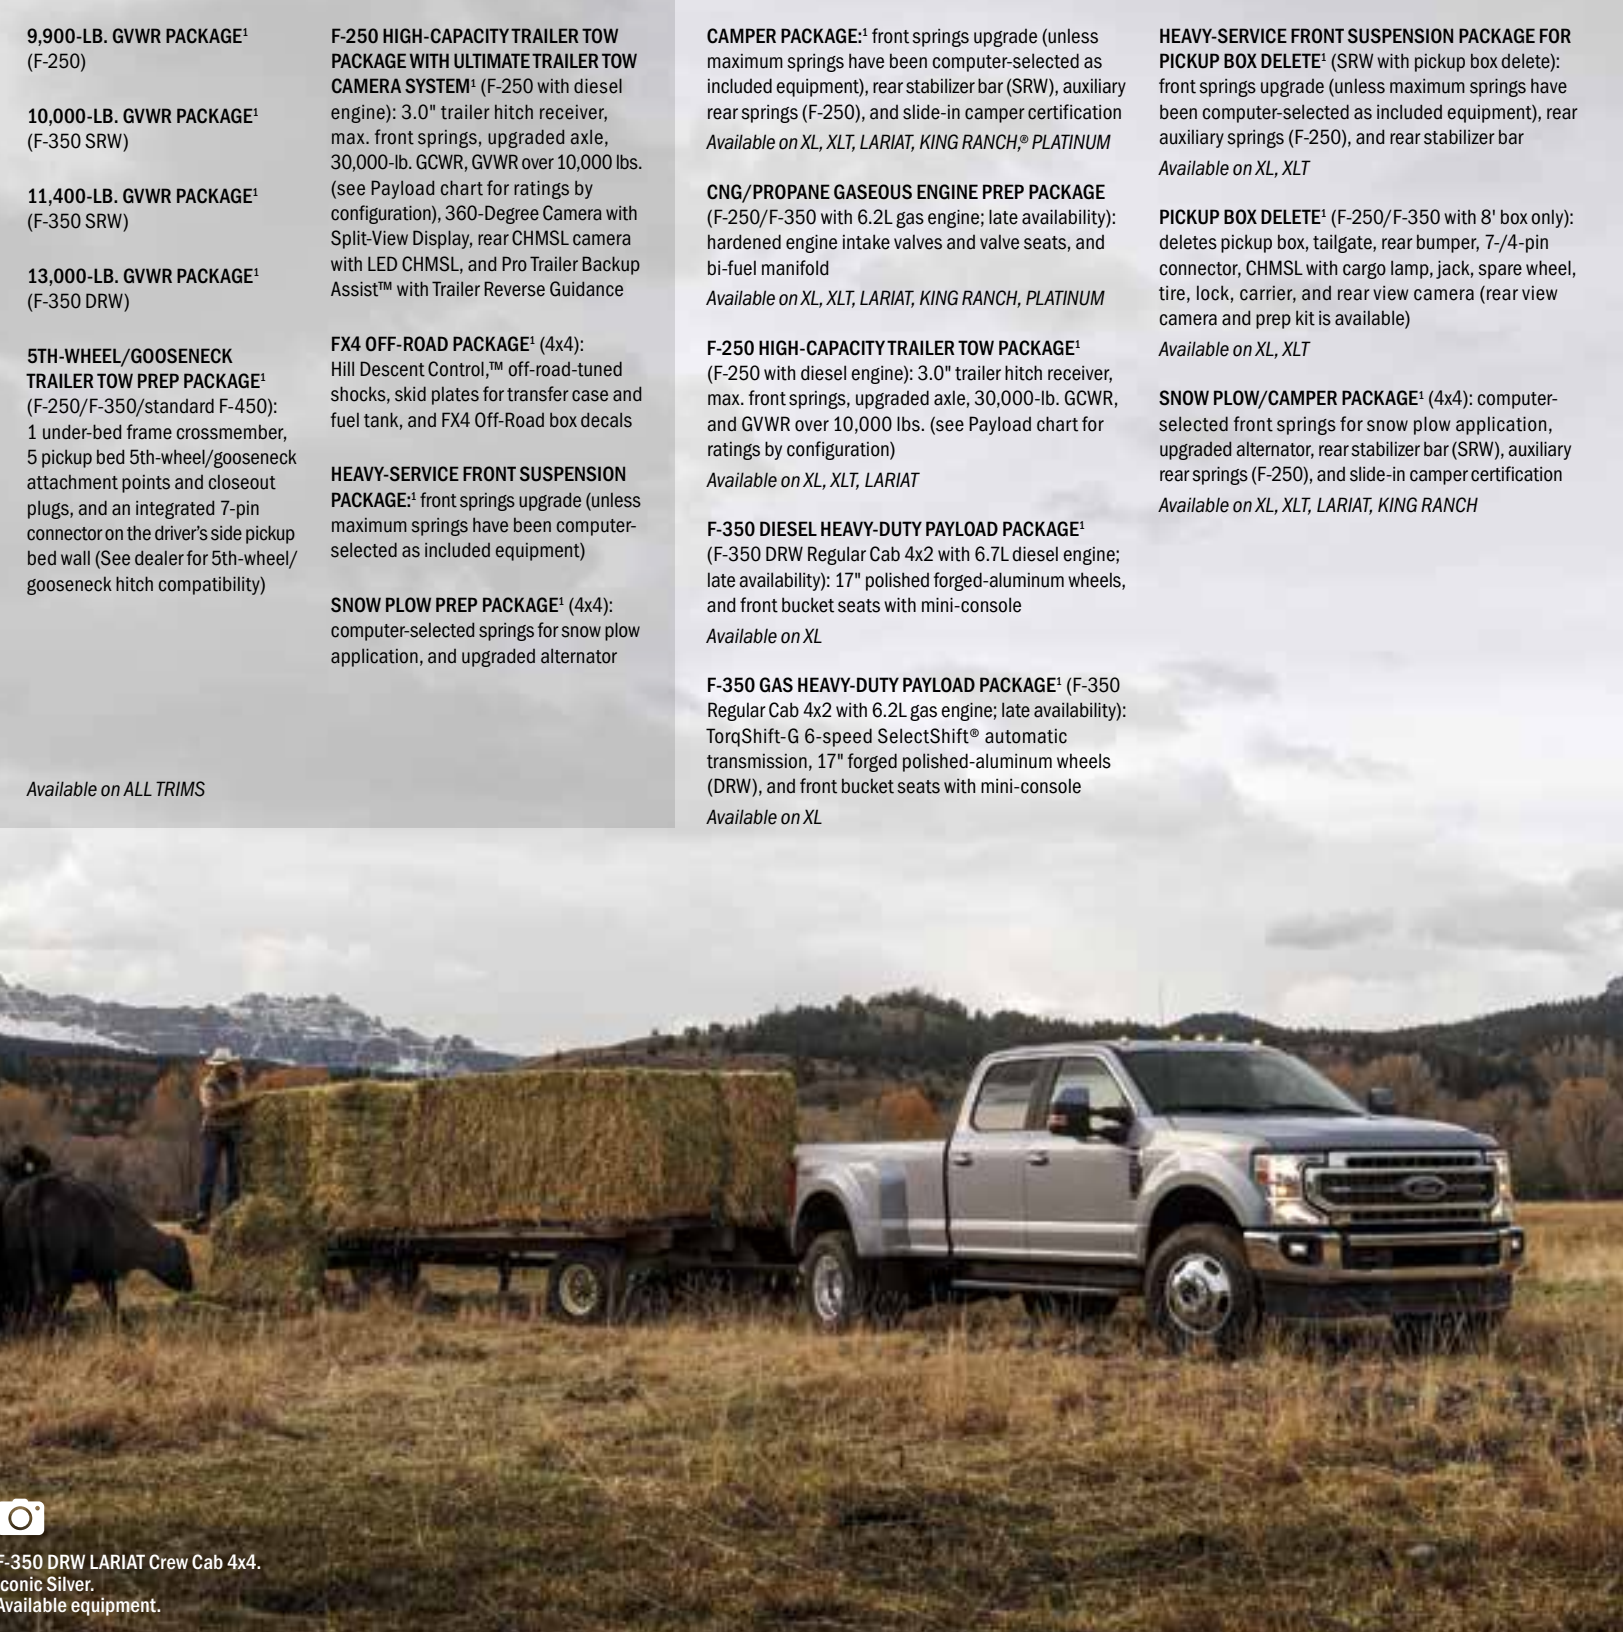 9,900-LB. GVWR PACKAGE¹
(F-250)
10,000-LB. GVWR PACKAGE¹
(F-350 SRW)
11,400-LB. GVWR PACKAGE¹
(F-350 SRW)
13,000-LB. GVWR PACKAGE¹
(F-350 DRW)
5TH-WHEEL/GOOSENECK
TRAILER TOW PREP PACKAGE¹
(F-250/F-350/standard F-450):
1 under-bed frame crossmember,
5 pickup bed 5th-wheel/gooseneck
attachment points and closeout
plugs, and an integrated 7-pin
connector on the driver's side pickup
bed wall (See dealer for 5th-wheel/
gooseneck hitch compatibility)
F-250 HIGH-CAPACITY TRAILER TOW
PACKAGE WITH ULTIMATE TRAILER TOW
CAMERA SYSTEM¹ (F-250 with diesel
engine): 3.0" trailer hitch receiver,
max. front springs, upgraded axle,
30,000-lb. GCWR, GVWR over 10,000 lbs.
(see Payload chart for ratings by
configuration), 360-Degree Camera with
Split-View Display, rear CHMSL camera
with LED CHMSL, and Pro Trailer Backup
Assist™ with Trailer Reverse Guidance
FX4 OFF-ROAD PACKAGE¹ (4x4):
Hill Descent Control,™ off-road-tuned
shocks, skid plates for transfer case and
fuel tank, and FX4 Off-Road box decals
HEAVY-SERVICE FRONT SUSPENSION
PACKAGE:¹ front springs upgrade (unless
maximum springs have been computer-
selected as included equipment)
SNOW PLOW PREP PACKAGE¹ (4x4):
computer-selected springs for snow plow
application, and upgraded alternator
Available on ALL TRIMS
CAMPER PACKAGE:¹ front springs upgrade (unless
maximum springs have been computer-selected as
included equipment), rear stabilizer bar (SRW), auxiliary
rear springs (F-250), and slide-in camper certification
Available on XL, XLT, LARIAT, KING RANCH,® PLATINUM
CNG/PROPANE GASEOUS ENGINE PREP PACKAGE
(F-250/F-350 with 6.2L gas engine; late availability):
hardened engine intake valves and valve seats, and
bi-fuel manifold
Available on XL, XLT, LARIAT, KING RANCH, PLATINUM
F-250 HIGH-CAPACITY TRAILER TOW PACKAGE¹
(F-250 with diesel engine): 3.0" trailer hitch receiver,
max. front springs, upgraded axle, 30,000-lb. GCWR,
and GVWR over 10,000 lbs. (see Payload chart for
ratings by configuration)
Available on XL, XLT, LARIAT
F-350 DIESEL HEAVY-DUTY PAYLOAD PACKAGE¹
(F-350 DRW Regular Cab 4x2 with 6.7L diesel engine;
late availability): 17" polished forged-aluminum wheels,
and front bucket seats with mini-console
Available on XL
F-350 GAS HEAVY-DUTY PAYLOAD PACKAGE¹ (F-350
Regular Cab 4x2 with 6.2L gas engine; late availability):
TorqShift-G 6-speed SelectShift® automatic
transmission, 17" forged polished-aluminum wheels
(DRW), and front bucket seats with mini-console
Available on XL
HEAVY-SERVICE FRONT SUSPENSION PACKAGE FOR
PICKUP BOX DELETE¹ (SRW with pickup box delete):
front springs upgrade (unless maximum springs have
been computer-selected as included equipment), rear
auxiliary springs (F-250), and rear stabilizer bar
Available on XL, XLT
PICKUP BOX DELETE¹ (F-250/F-350 with 8' box only):
deletes pickup box, tailgate, rear bumper, 7-/4-pin
connector, CHMSL with cargo lamp, jack, spare wheel,
tire, lock, carrier, and rear view camera (rear view
camera and prep kit is available)
Available on XL, XLT
SNOW PLOW/CAMPER PACKAGE¹ (4x4): computer-
selected front springs for snow plow application,
upgraded alternator, rear stabilizer bar (SRW), auxiliary
rear springs (F-250), and slide-in camper certification
Available on XL, XLT, LARIAT, KING RANCH
F-350 DRW LARIAT Crew Cab 4x4.
conic Silver.
Available equipment.